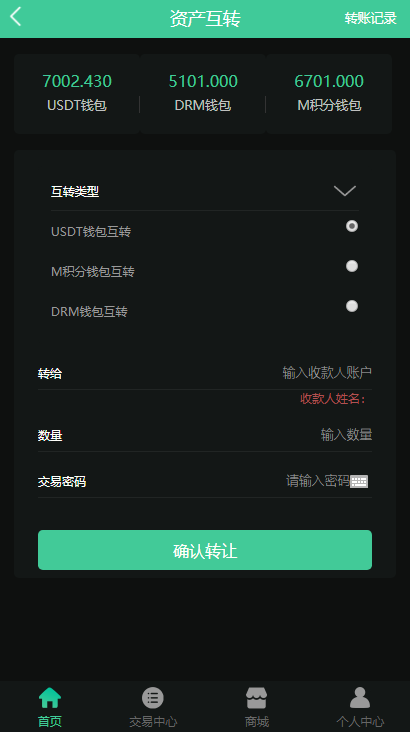 资产互转
转账记录
7002.430
5101.000
6701.000
USDT钱包
DRM钱包
M积分钱包
互转类型
USDT钱包互转
M积分钱包互转
DRM钱包互转
转给
输入收款人账户
收款人姓名：
数量
输入数量
交易密码
请输入密码
确认转让
首页
交易中心
商城
个人中心